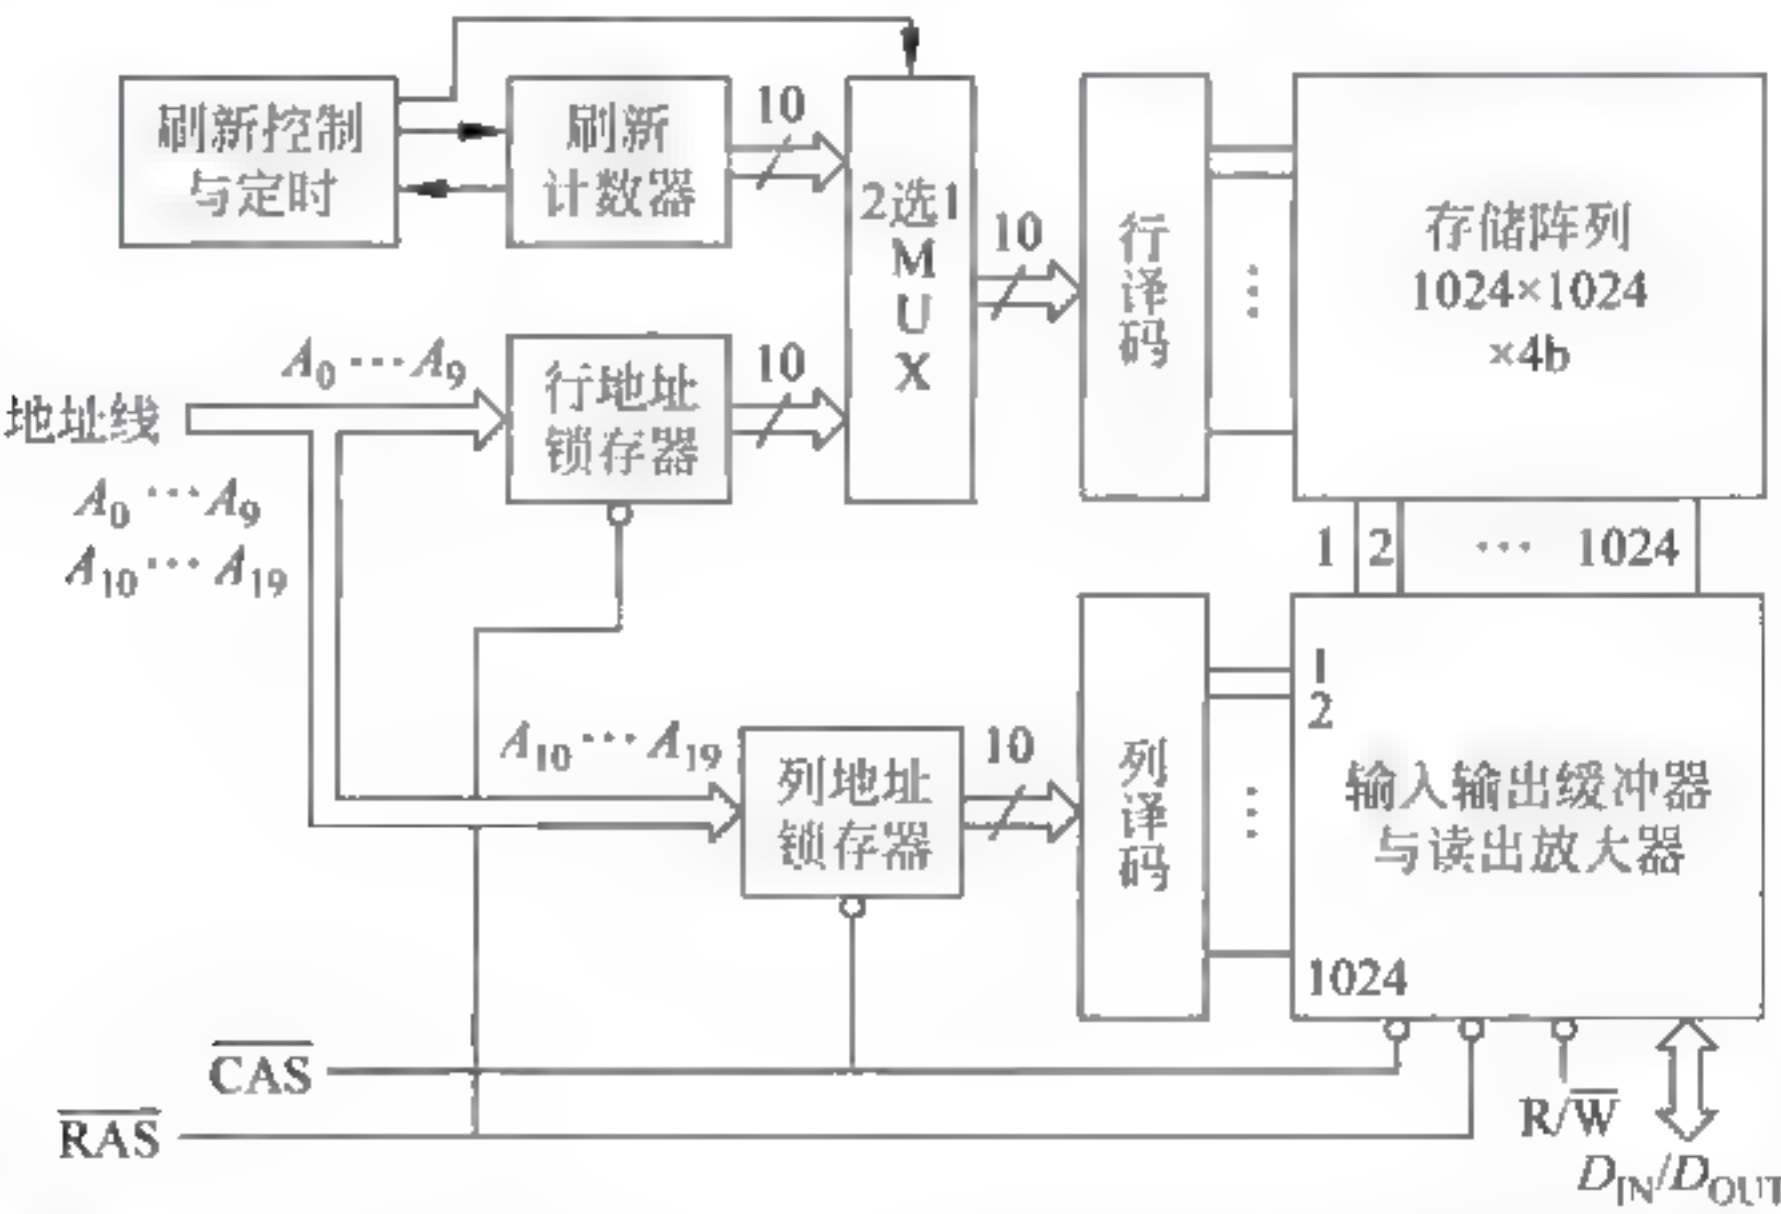 刷新控制
与定时
刷新
计数器
10
2选1
M
U
X
10
行
译
码
存储阵列
1024×1024
×4b
地址线
A0 ··· A9
A10 ··· A19
A0 ··· A9
行地址
锁存器
10
1 2 ··· 1024
A10 ··· A19
列地址
锁存器
10
列
译
码
1
2
输入输出缓冲器
与读出放大器
1024
CAS
RAS
R/W
DIN/DOUT